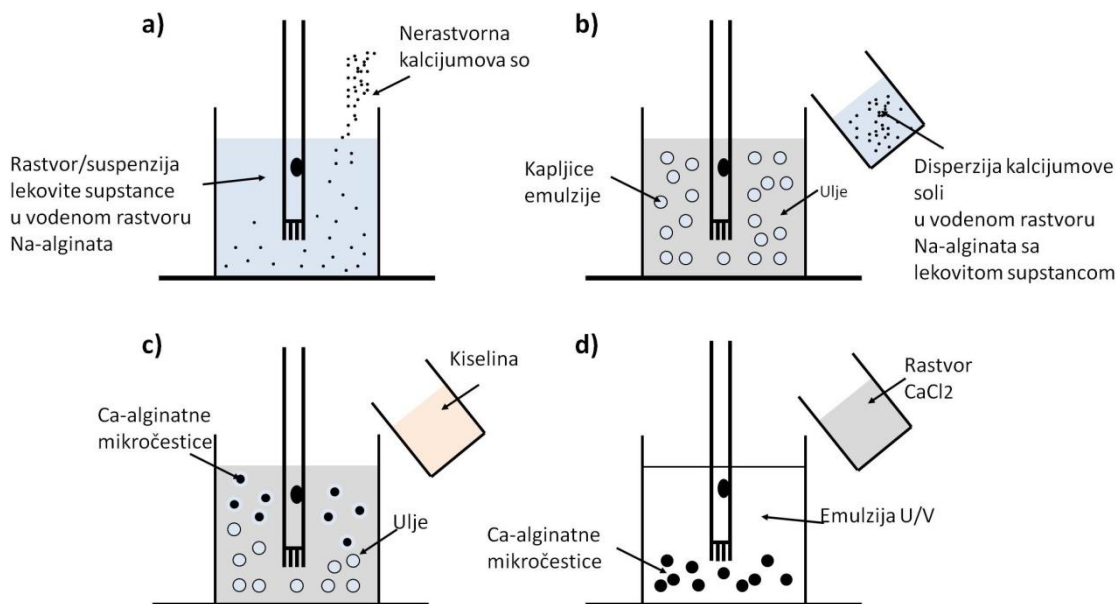 a)
Nerastvorna
kalcijumova so
Rastvor/suspenzija
lekovite supstance
u vodenom rastvoru
Na-alginata
b)
Kapljice
emulzije
Ulje
Disperzija kalcijumove
soli
u vodenom rastvoru
Na-alginata sa
lekovitom supstancom
c)
Kiselina
Ca-alginatne
mikročestice
Ulje
d)
Rastvor
CaCl2
Emulzija U/V
Ca-alginatne
mikročestice